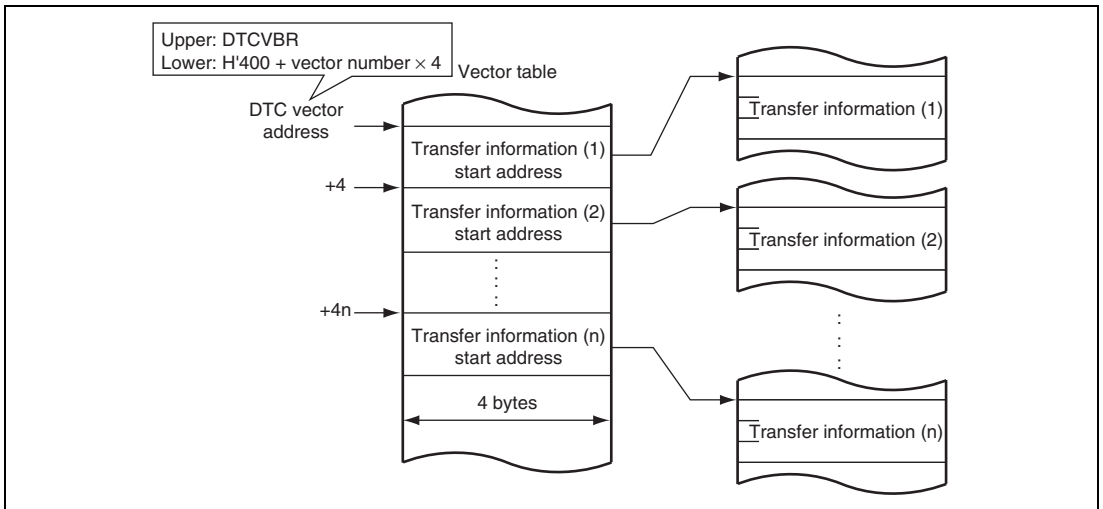 Upper: DTCVBR
Lower: H'400 + vector number × 4
Vector table
DTC vector
address
Transfer information (1)
start address
+4
Transfer information (2)
start address
+4n
Transfer information (n)
start address
4 bytes
Transfer information (1)
Transfer information (2)
Transfer information (n)